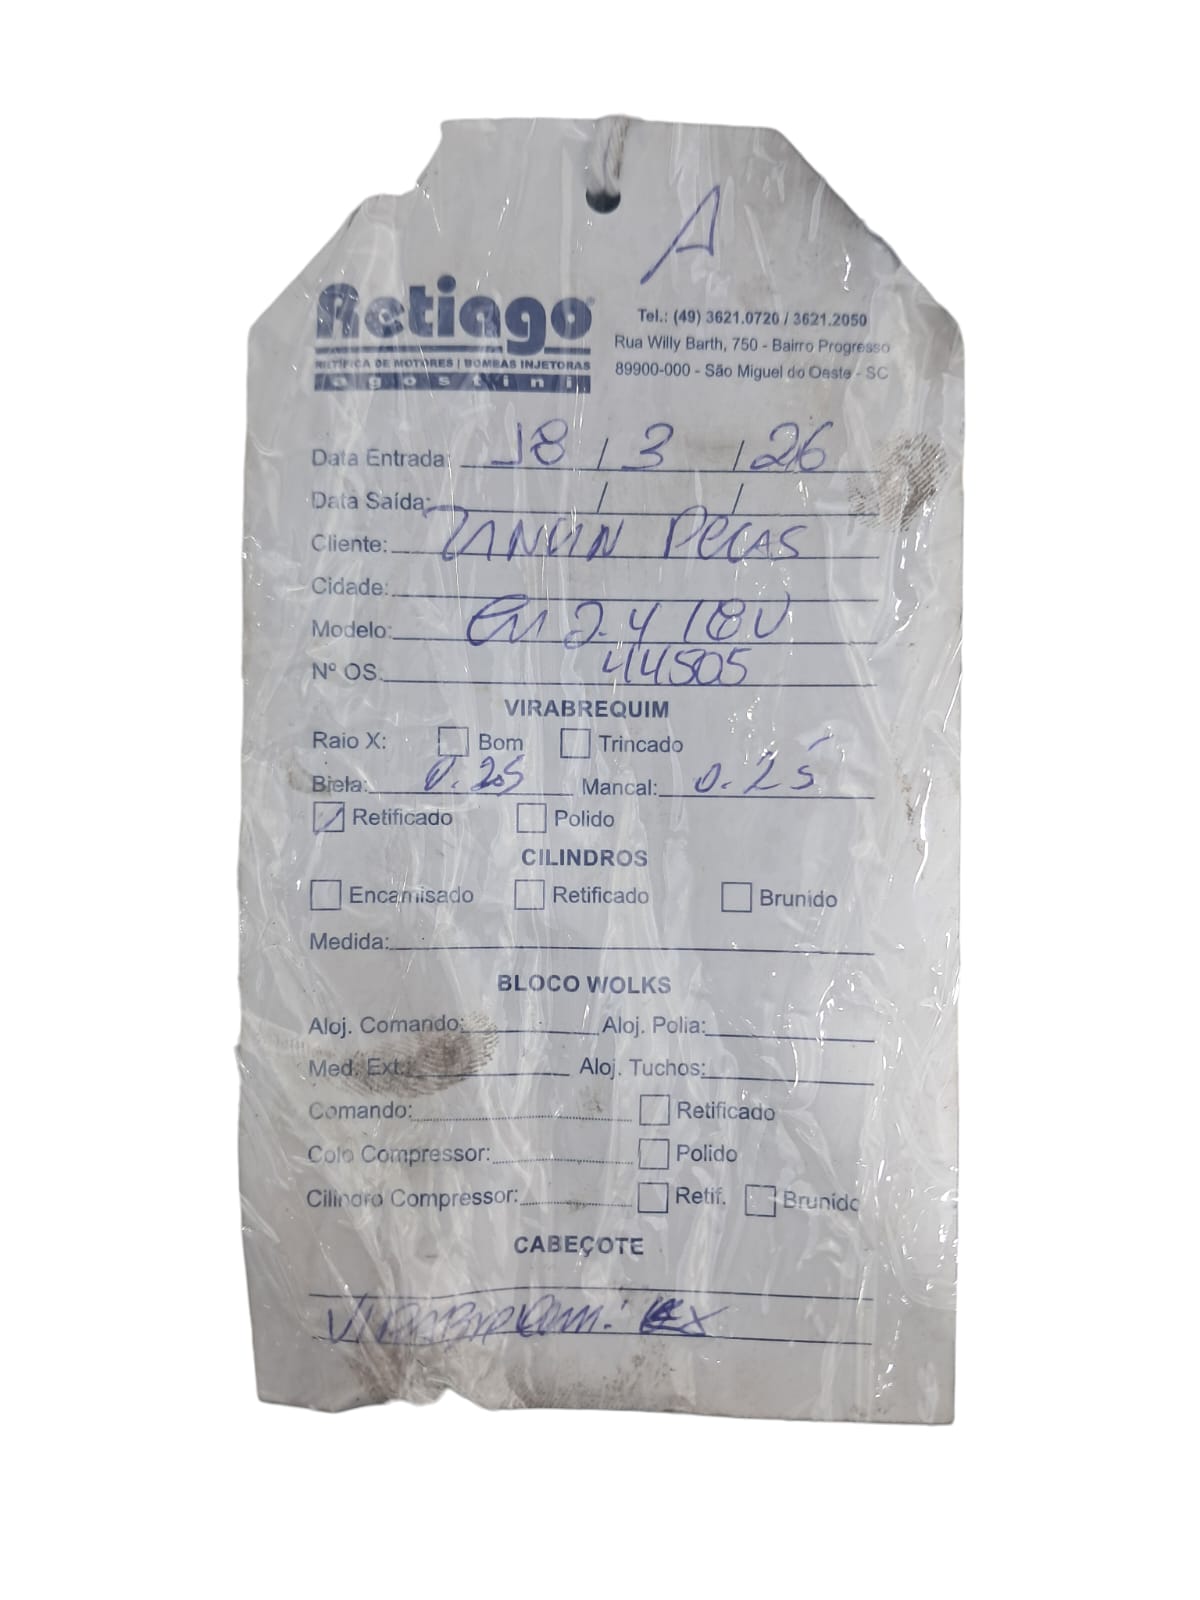 A
Retiago
RETÍFICA DE MOTORES | BOMBAS INJETORAS
agostini
Tel.: (49) 3621.0720 / 3621.2050
Rua Willy Barth, 750 - Bairro Progresso
89900-000 - São Miguel do Oeste - SC
Data Entrada: 18 / 3 / 26
Data Saída: / /
Cliente: PECAS
Cidade:
Modelo: GM 2.4 16V
Nº OS. 44505
VIRABREQUIM
Raio X: Bom Trincado
Biela: 0.25 Mancal: 0.25
Retificado Polido
CILINDROS
Encamisado Retificado Brunido
Medida:
BLOCO WOLKS
Aloj. Comando: Aloj. Polia:
Med. Ext.: Aloj. Tuchos:
Comando: Retificado
Colo Compressor: Polido
Cilindro Compressor: Retif. Brunido
CABEÇOTE
Virabrequim: